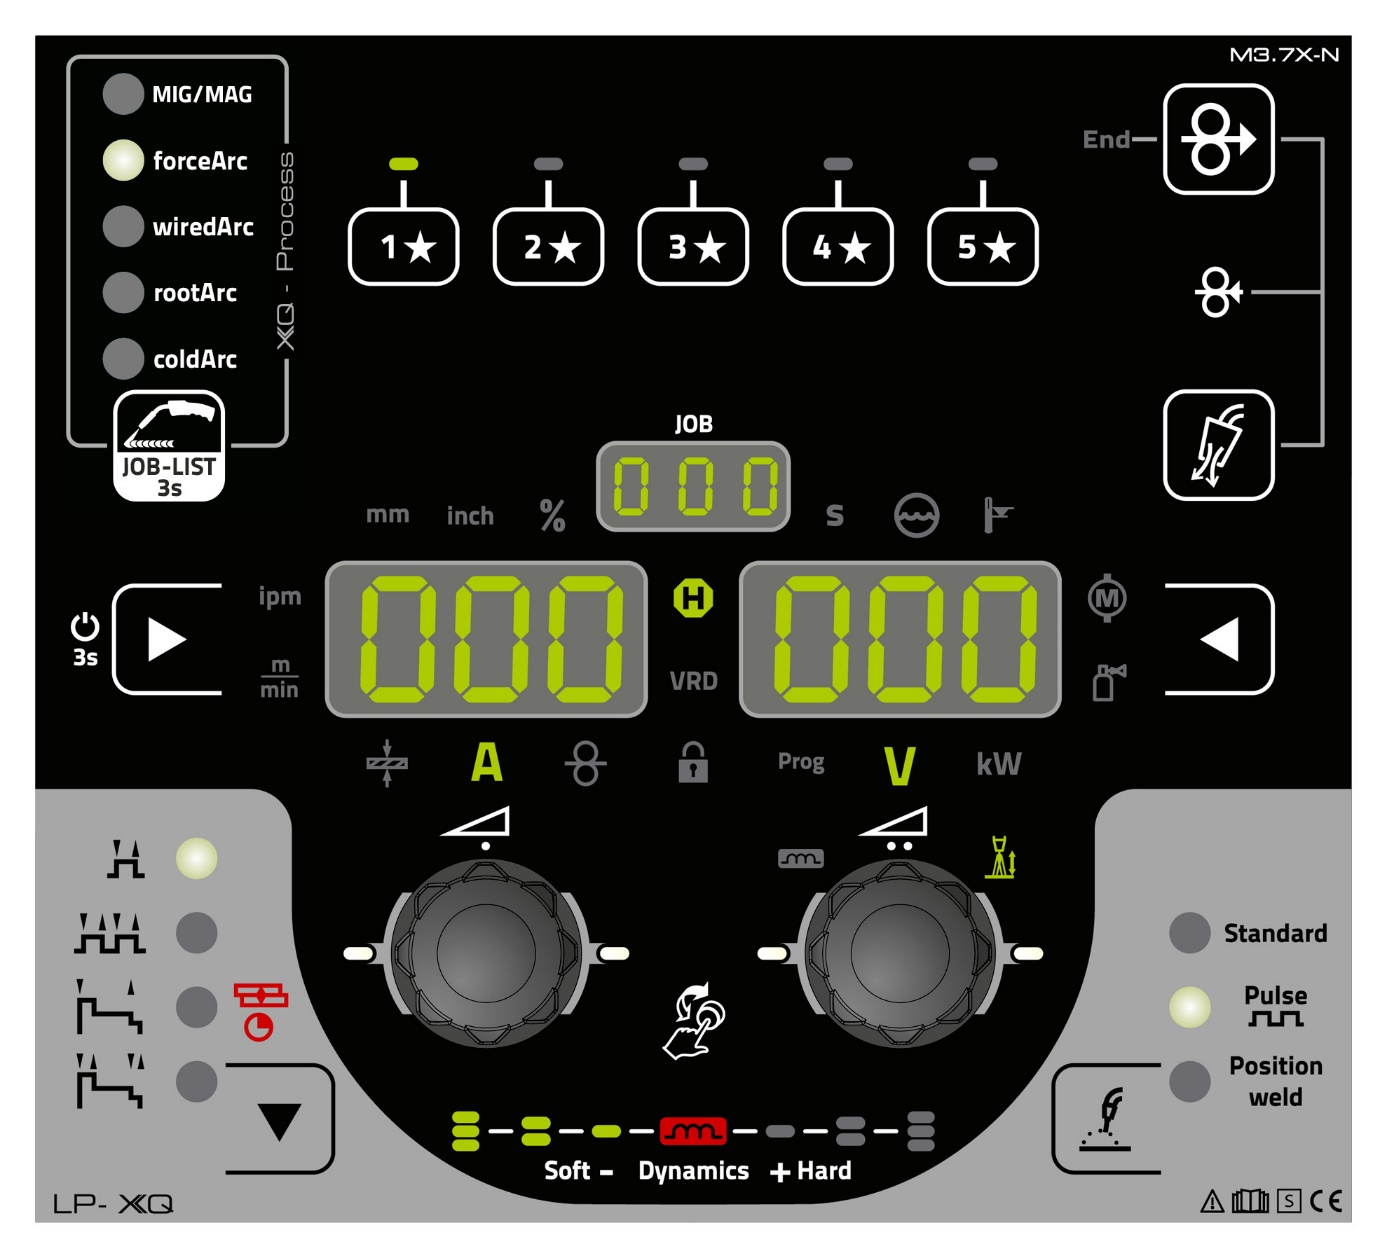 M3.7X-N
MIG/MAG
forceArc
wiredArc
rootArc
coldArc
XQ - Process
JOB-LIST
3s
1★
2★
3★
4★
5★
End
JOB
000
mm
inch
%
s
ipm
m
min
000
H
VRD
000
M
3s
A
Prog
V
kW
Standard
Pulse
Position
weld
Soft - Dynamics + Hard
LP- XQ
S CE